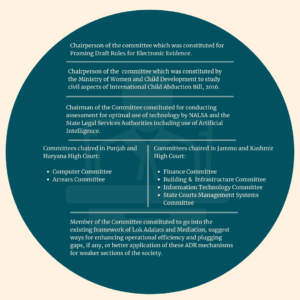 Chairperson of the committee which was constituted for
Framing Draft Rules for Electronic Evidence.
Chairperson of the committee which was constituted by
the Ministry of Women and Child Development to study
civil aspects of International Child Abduction Bill, 2016.
Chairman of the Committee constituted for conducting
assessment for optimal use of technology by NALSA and the
State Legal Services Authorities including use of Artificial
Intelligence.
Committees chaired in Punjab and
Haryana High Court:
• Computer Committee
• Arrears Committee
Committees chaired in Jammu and Kashmir
High Court:
• Finance Committee
• Building & Infrastructure Committee
• Information Technology Committee
• State Courts Management Systems
Committee
Member of the Committee constituted to go into the
existing framework of Lok Adalats and Mediation, suggest
ways for enhancing operational efficiency and plugging
gaps, if any, or better application of these ADR mechanisms
for weaker sections of the society.